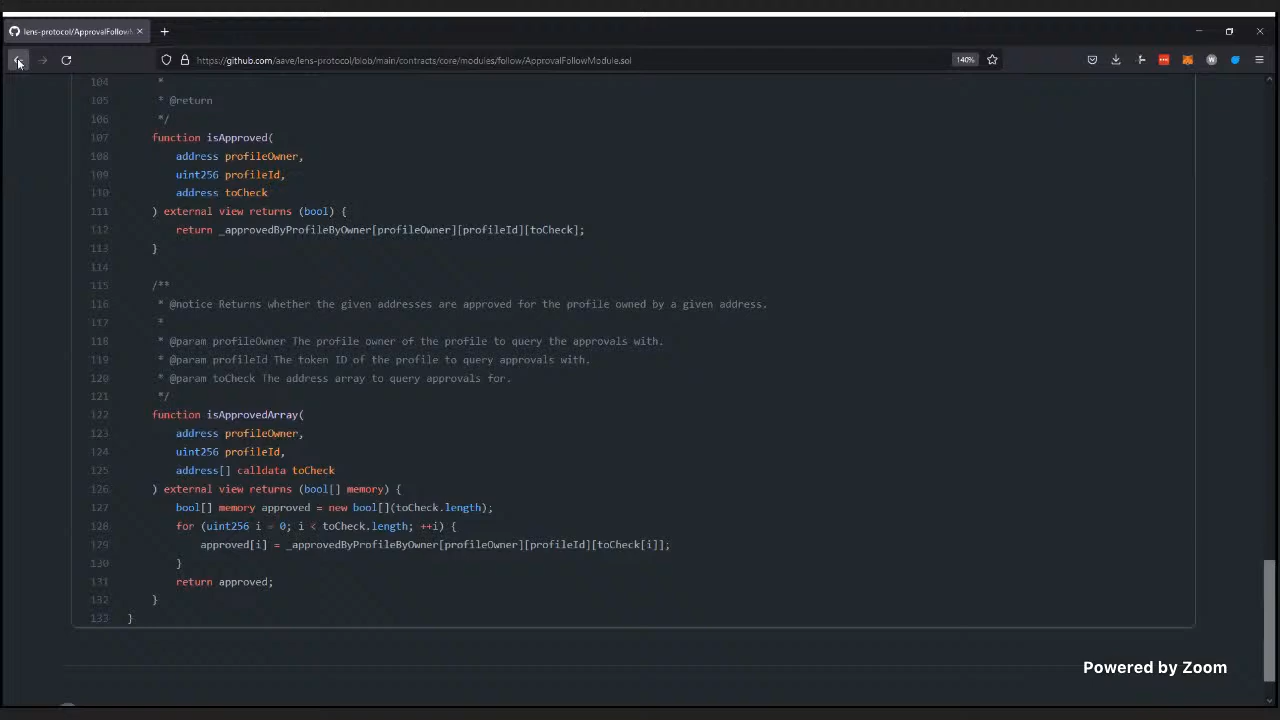 lens-protocol/ApprovalFollowM
https://github.com/aave/lens-protocol/blob/main/contracts/core/modules/follow/ApprovalFollowModule.sol
140%
104 *
105 * @return
106 */
107 function isApproved(
108 address profileOwner,
109 uint256 profileId,
110 address toCheck
111 ) external view returns (bool) {
112 return _approvedByProfileByOwner[profileOwner][profileId][toCheck];
113 }
114
115 /**
116 * @notice Returns whether the given addresses are approved for the profile owned by a given address.
117 *
118 * @param profileOwner The profile owner of the profile to query the approvals with.
119 * @param profileId The token ID of the profile to query approvals with.
120 * @param toCheck The address array to query approvals for.
121 */
122 function isApprovedArray(
123 address profileOwner,
124 uint256 profileId,
125 address[] calldata toCheck
126 ) external view returns (bool[] memory) {
127 bool[] memory approved = new bool[](toCheck.length);
128 for (uint256 i = 0; i < toCheck.length; ++i) {
129 approved[i] = _approvedByProfileByOwner[profileOwner][profileId][toCheck[i]];
130 }
131 return approved;
132 }
133 }
Powered by Zoom